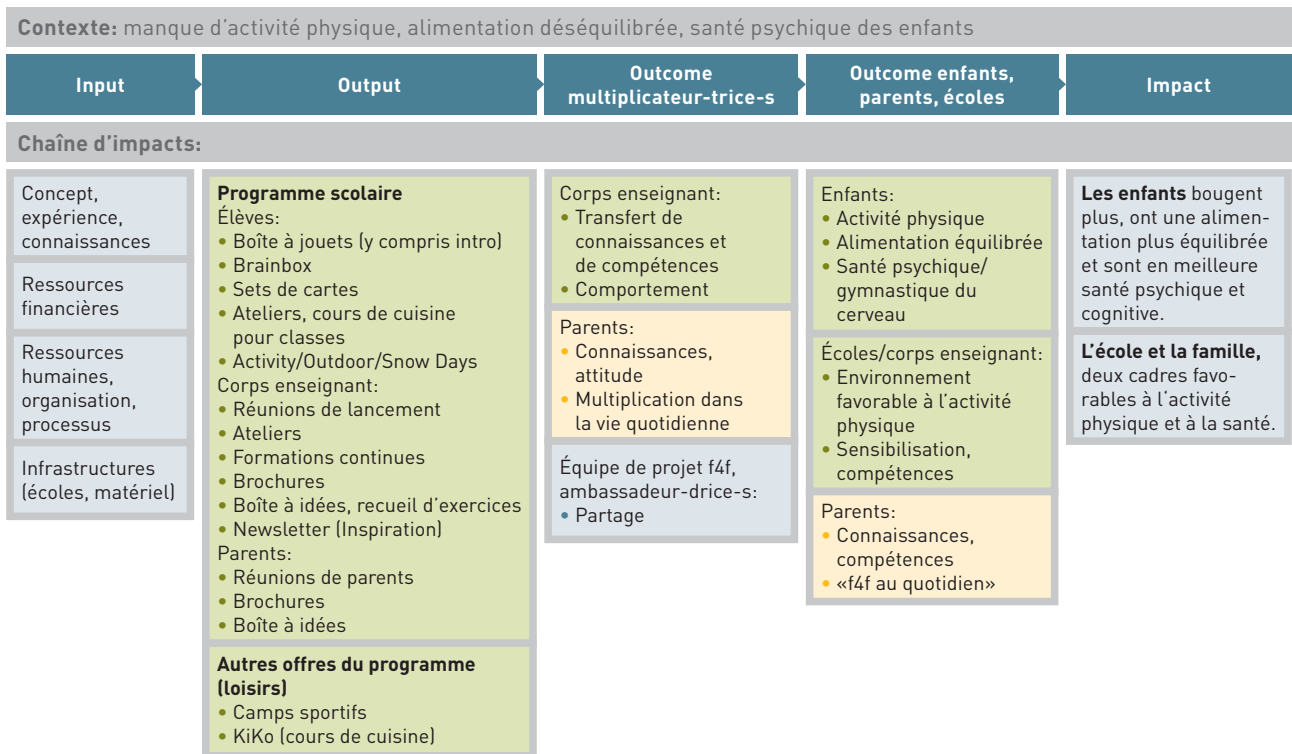 Contexte: manque d'activité physique, alimentation déséquilibrée, santé psychique des enfants
Input
Output
Outcome
multiplicateur-trice-s
Outcome enfants,
parents, écoles
Impact
Chaîne d'impacts:
Concept,
expérience,
connaissances
Ressources
financières
Ressources
humaines,
organisation,
processus
Infrastructures
(écoles, matériel)
Programme scolaire
Élèves:
• Boîte à jouets (y compris intro)
• Brainbox
• Sets de cartes
• Ateliers, cours de cuisine
pour classes
• Activity/Outdoor/Snow Days
Corps enseignant:
• Réunions de lancement
• Ateliers
• Formations continues
• Brochures
• Boîte à idées, recueil d'exercices
• Newsletter (Inspiration)
Parents:
• Réunions de parents
• Brochures
• Boîte à idées
Autres offres du programme
(loisirs)
• Camps sportifs
• KiKo (cours de cuisine)
Corps enseignant:
• Transfert de
connaissances et
de compétences
• Comportement
Parents:
• Connaissances,
attitude
• Multiplication dans
la vie quotidienne
Équipe de projet f4f,
ambassadeur-drice-s:
• Partage
Enfants:
• Activité physique
• Alimentation équilibrée
• Santé psychique/
gymnastique du
cerveau
Écoles/corps enseignant:
• Environnement
favorable à l'activité
physique
• Sensibilisation,
compétences
Parents:
• Connaissances,
compétences
• «f4f au quotidien»
Les enfants bougent
plus, ont une alimen-
tation plus équilibrée
et sont en meilleure
santé psychique et
cognitive.
L'école et la famille,
deux cadres favo-
rables à l'activité
physique et à la santé.